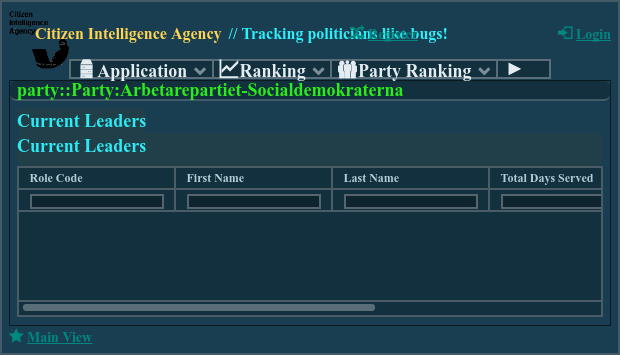 Citizen
Intelligence
Agency
Citizen Intelligence Agency // Tracking politicians like bugs!
Register
Login
Application
Ranking
Party Ranking
party::Party:Arbetarepartiet-Socialdemokraterna
Current Leaders
Current Leaders
Role Code First Name Last Name Total Days Served
Main View